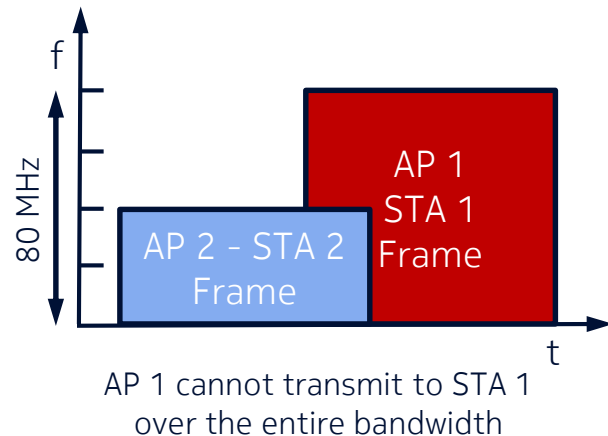 f
80 MHz
AP 1
STA 1
Frame
AP 2 - STA 2
Frame
t
AP 1 cannot transmit to STA 1
over the entire bandwidth